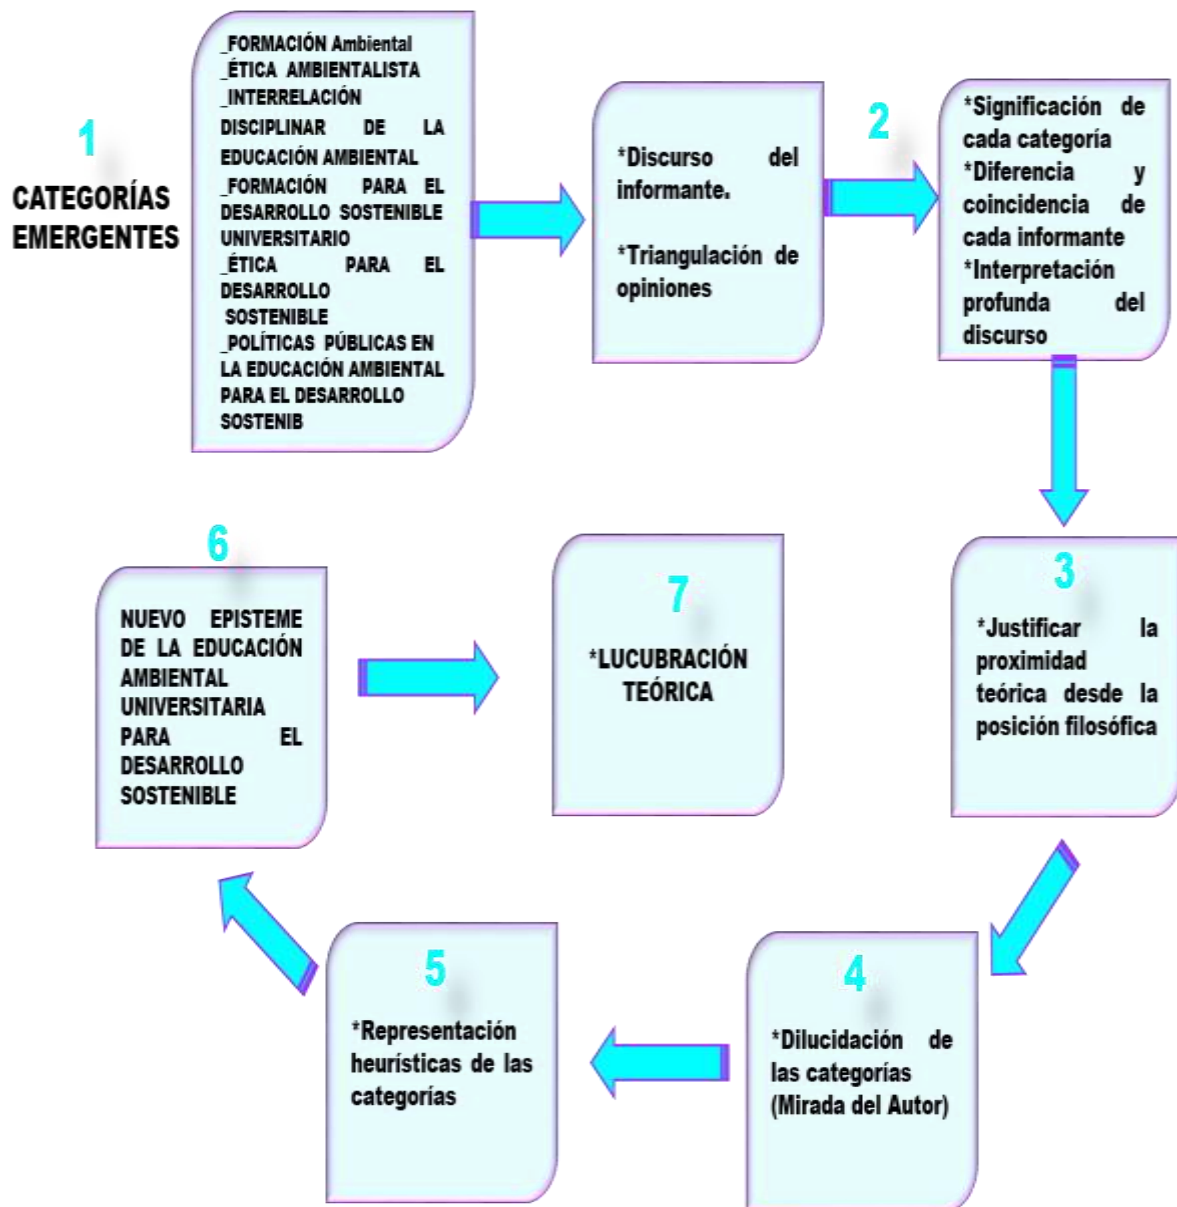 1
CATEGORÍAS
EMERGENTES
_FORMACIÓN Ambiental
_ÉTICA AMBIENTALISTA
_INTERRELACIÓN
DISCIPLINAR DE LA
EDUCACIÓN AMBIENTAL
_FORMACIÓN PARA EL
DESARROLLO SOSTENIBLE
UNIVERSITARIO
_ÉTICA PARA EL
DESARROLLO
SOSTENIBLE
_POLÍTICAS PÚBLICAS EN
LA EDUCACIÓN AMBIENTAL
PARA EL DESARROLLO
SOSTENIB
*Discurso del
informante.
*Triangulación de
opiniones
2
*Significación de
cada categoría
*Diferencia y
coincidencia de
cada informante
*Interpretación
profunda del
discurso
3
*Justificar la
proximidad
teórica desde la
posición filosófica
4
*Dilucidación de
las categorías
(Mirada del Autor)
5
*Representación
heurísticas de las
categorías
6
NUEVO EPISTEME
DE LA EDUCACIÓN
AMBIENTAL
UNIVERSITARIA
PARA EL
DESARROLLO
SOSTENIBLE
7
*LUCUBRACIÓN
TEÓRICA